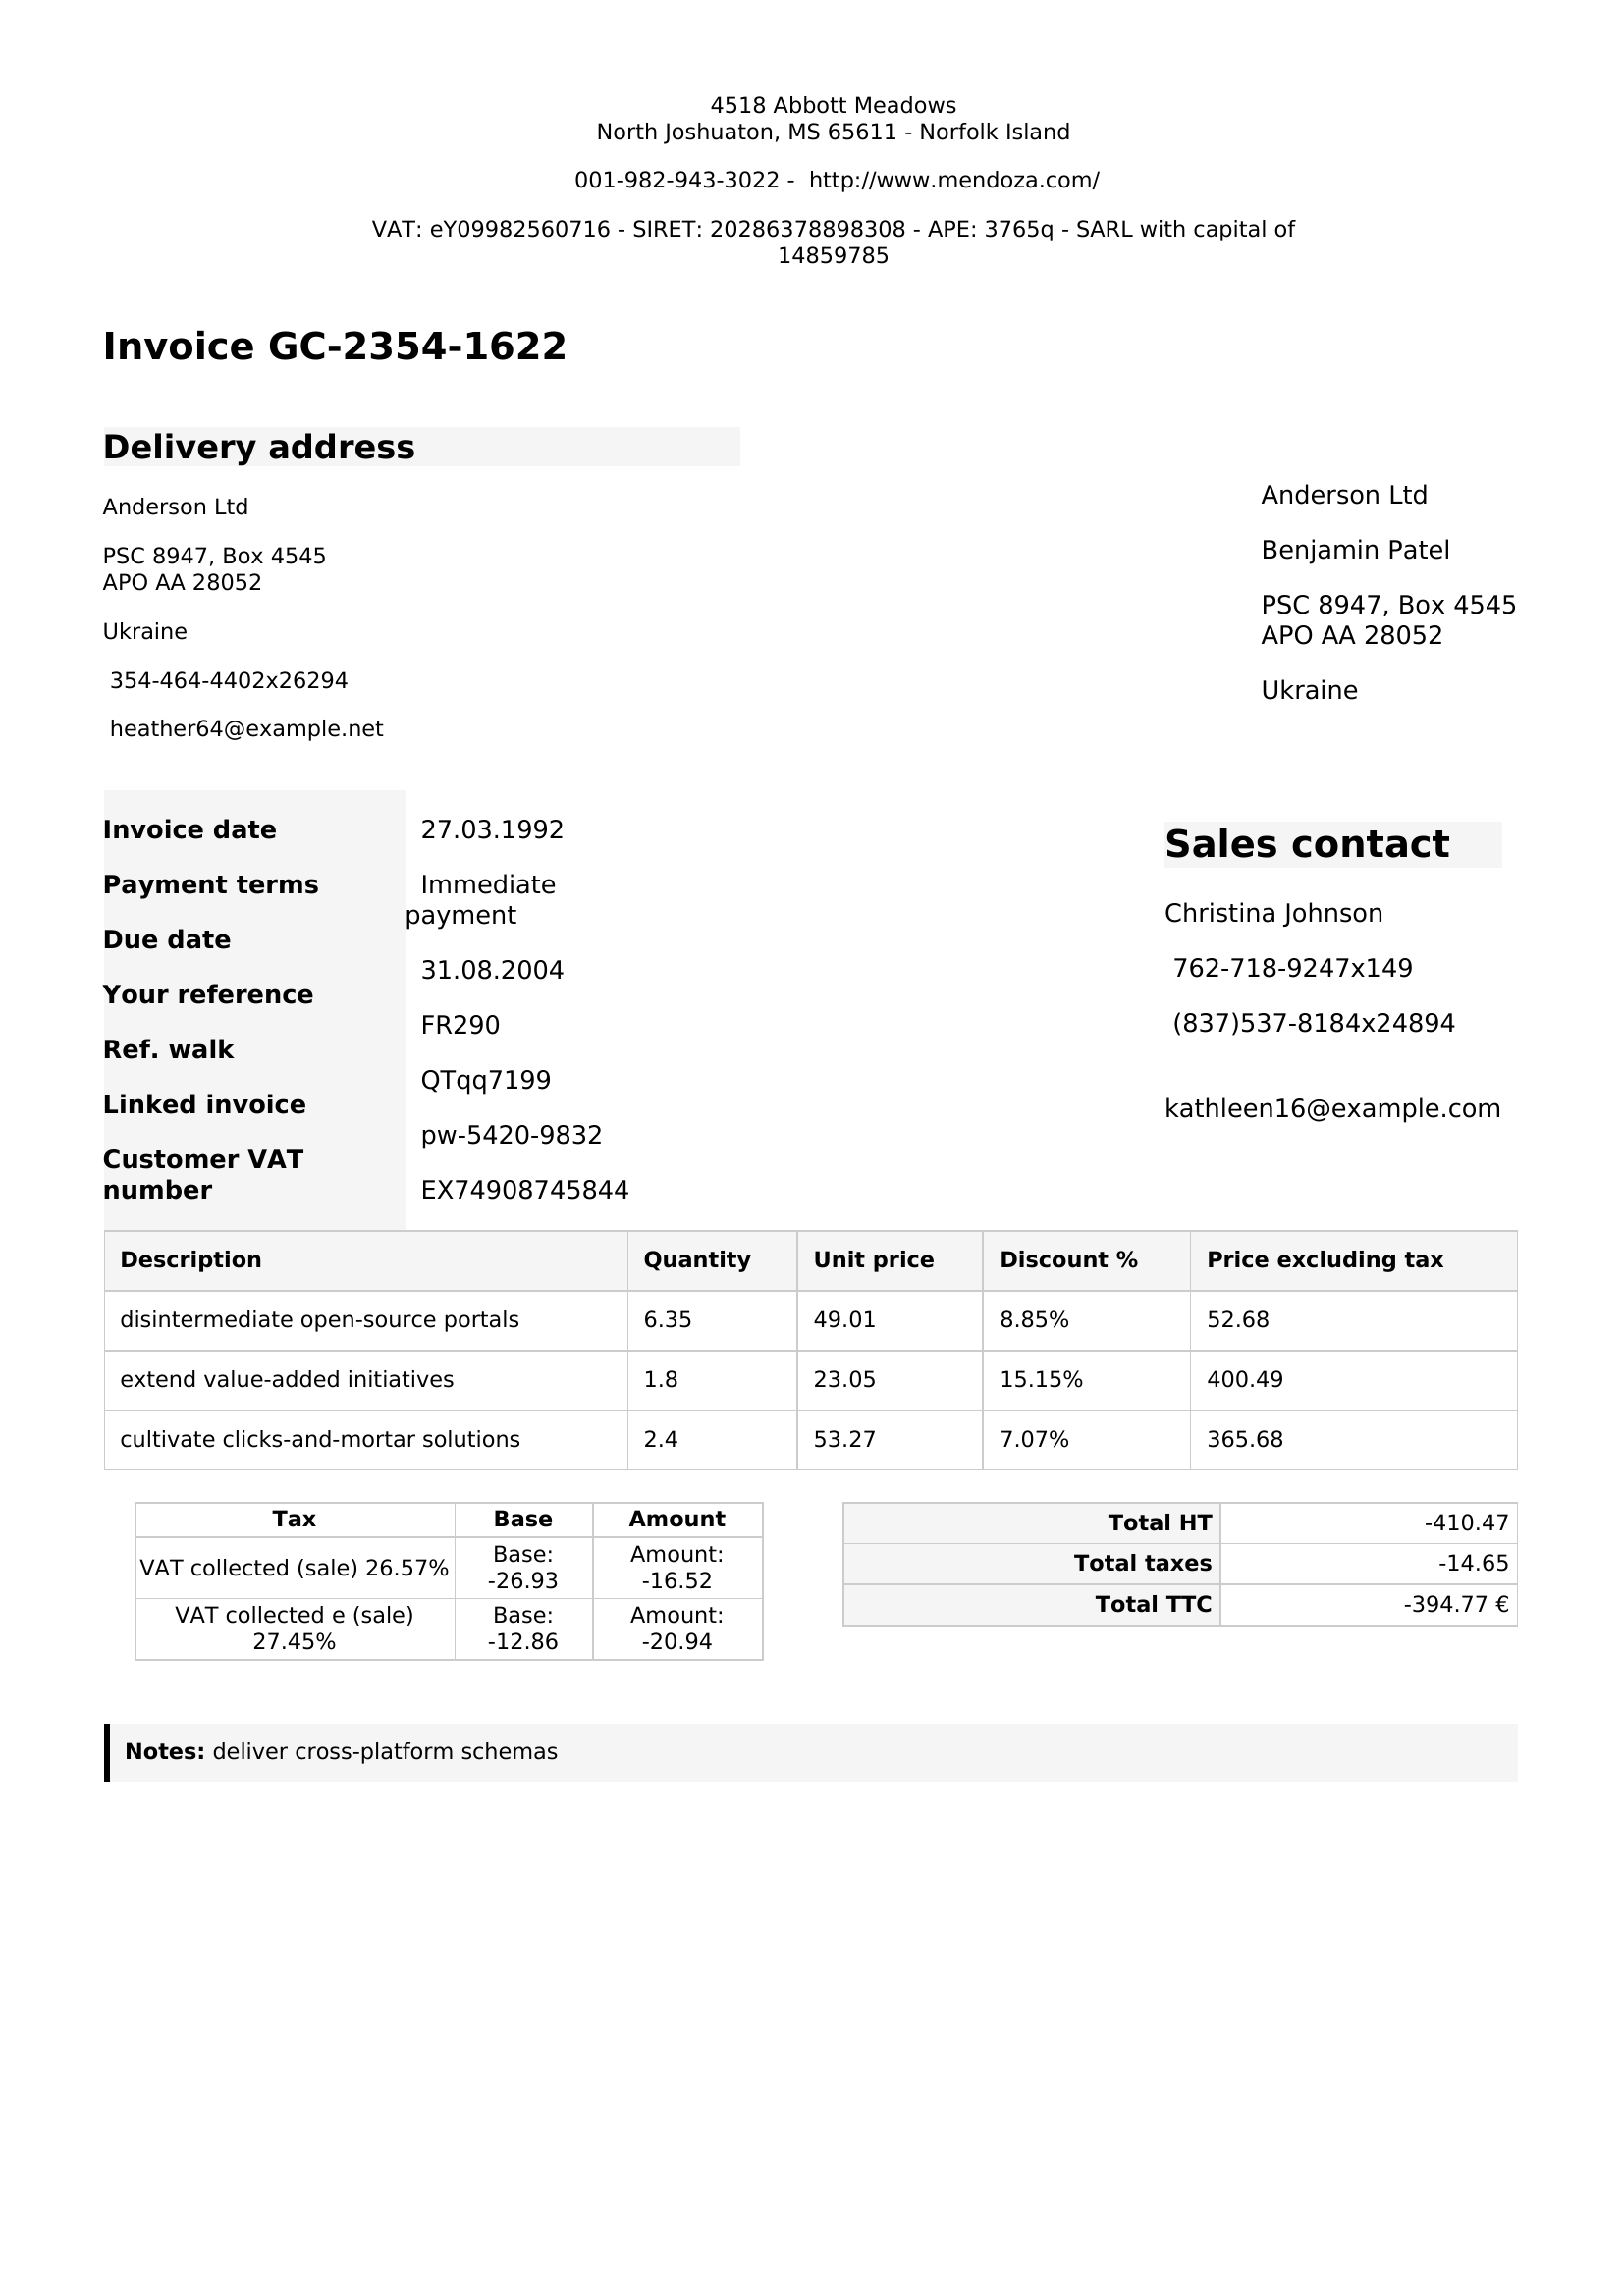 4518 Abbott Meadows
North Joshuaton, MS 65611 - Norfolk Island
001-982-943-3022 - http://www.mendoza.com/
VAT: eY09982560716 - SIRET: 20286378898308 - APE: 3765q - SARL with capital of
14859785
Invoice GC-2354-1622
Delivery address
Anderson Ltd
PSC 8947, Box 4545
APO AA 28052
Ukraine
354-464-4402x26294
heather64@example.net
Anderson Ltd
Benjamin Patel
PSC 8947, Box 4545
APO AA 28052
Ukraine
Invoice date
Payment terms
Due date
Your reference
Ref. walk
Linked invoice
Customer VAT
number
27.03.1992
Immediate
payment
31.08.2004
FR290
QTqq7199
pw-5420-9832
EX74908745844
Sales contact
Christina Johnson
762-718-9247x149
(837)537-8184x24894
kathleen16@example.com
Description Quantity Unit price Discount % Price excluding tax
disintermediate open-source portals 6.35 49.01 8.85% 52.68
extend value-added initiatives 1.8 23.05 15.15% 400.49
cultivate clicks-and-mortar solutions 2.4 53.27 7.07% 365.68
Tax Base Amount
VAT collected (sale) 26.57% Base: -26.93 Amount: -16.52
VAT collected e (sale) 27.45% Base: -12.86 Amount: -20.94
Total HT -410.47
Total taxes -14.65
Total TTC -394.77 €
Notes: deliver cross-platform schemas